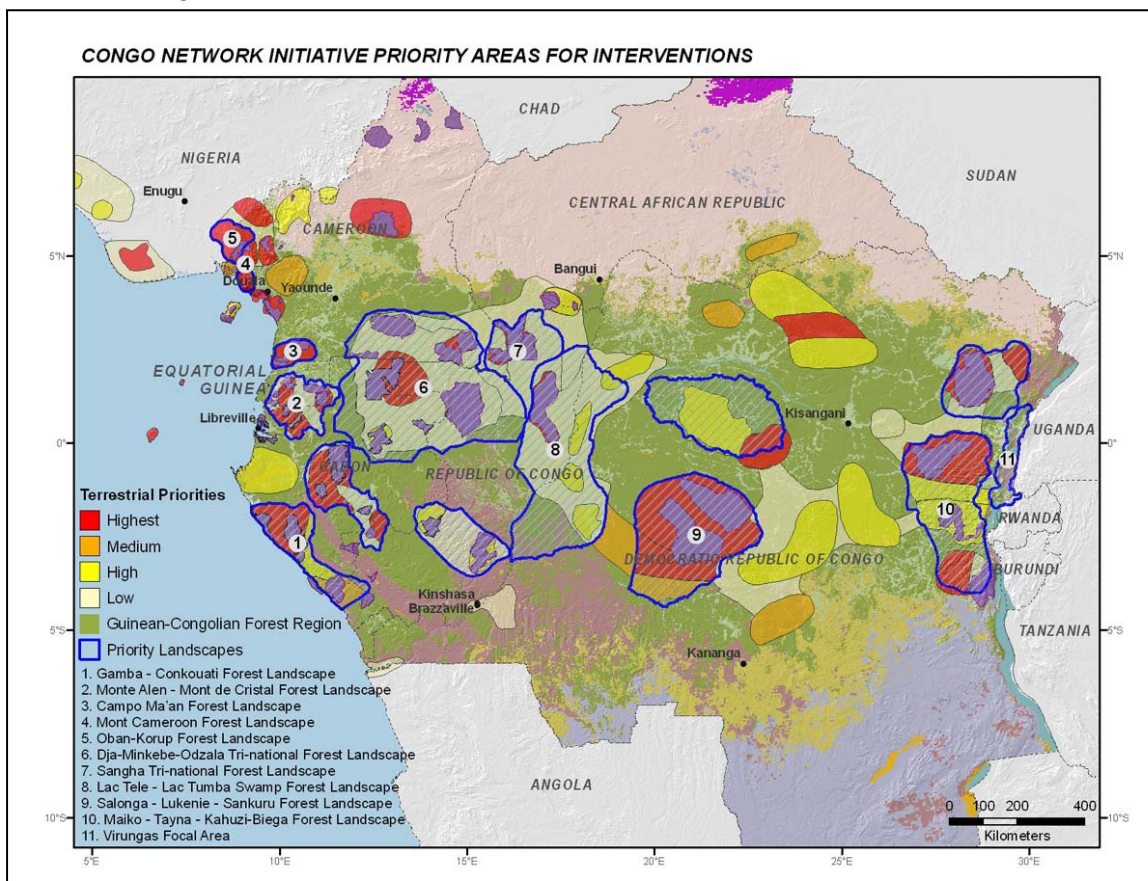 CONGO NETWORK INITIATIVE PRIORITY AREAS FOR INTERVENTIONS
CHAD
NIGERIA
SUDAN
Enugu
CENTRAL AFRICAN REPUBLIC
CAMEROON
5
5°N
5°N
4
Bangui
Douala
Yaounde
3
7
EQUATORIAL
GUINEA
6
2
Libreville
Kisangani
UGANDA
0°
0°
8
11
GABON
REPUBLIC OF CONGO
Terrestrial Priorities
Highest
Medium
High
Low
Guinean-Congolian Forest Region
Priority Landscapes
10
RWANDA
1
9
DEMOCRATIC REPUBLIC OF CONGO
BURUNDI
Kinshasa
Brazzaville
5°S
5°S
TANZANIA
Kananga
1. Gamba - Conkouati Forest Landscape
2. Monte Alen - Mont de Cristal Forest Landscape
3. Campo Ma'an Forest Landscape
4. Mont Cameroon Forest Landscape
5. Oban-Korup Forest Landscape
6. Dja-Minkebe-Odzala Tri-national Forest Landscape
7. Sangha Tri-national Forest Landscape
8. Lac Tele - Lac Tumba Swamp Forest Landscape
9. Salonga - Lukenie - Sankuru Forest Landscape
10. Maiko - Tayna - Kahuzi-Biega Forest Landscape
11. Virungas Focal Area
ANGOLA
0 100 200 400
Kilometers
10°S
10°S
5°E
10°E
15°E
20°E
25°E
30°E